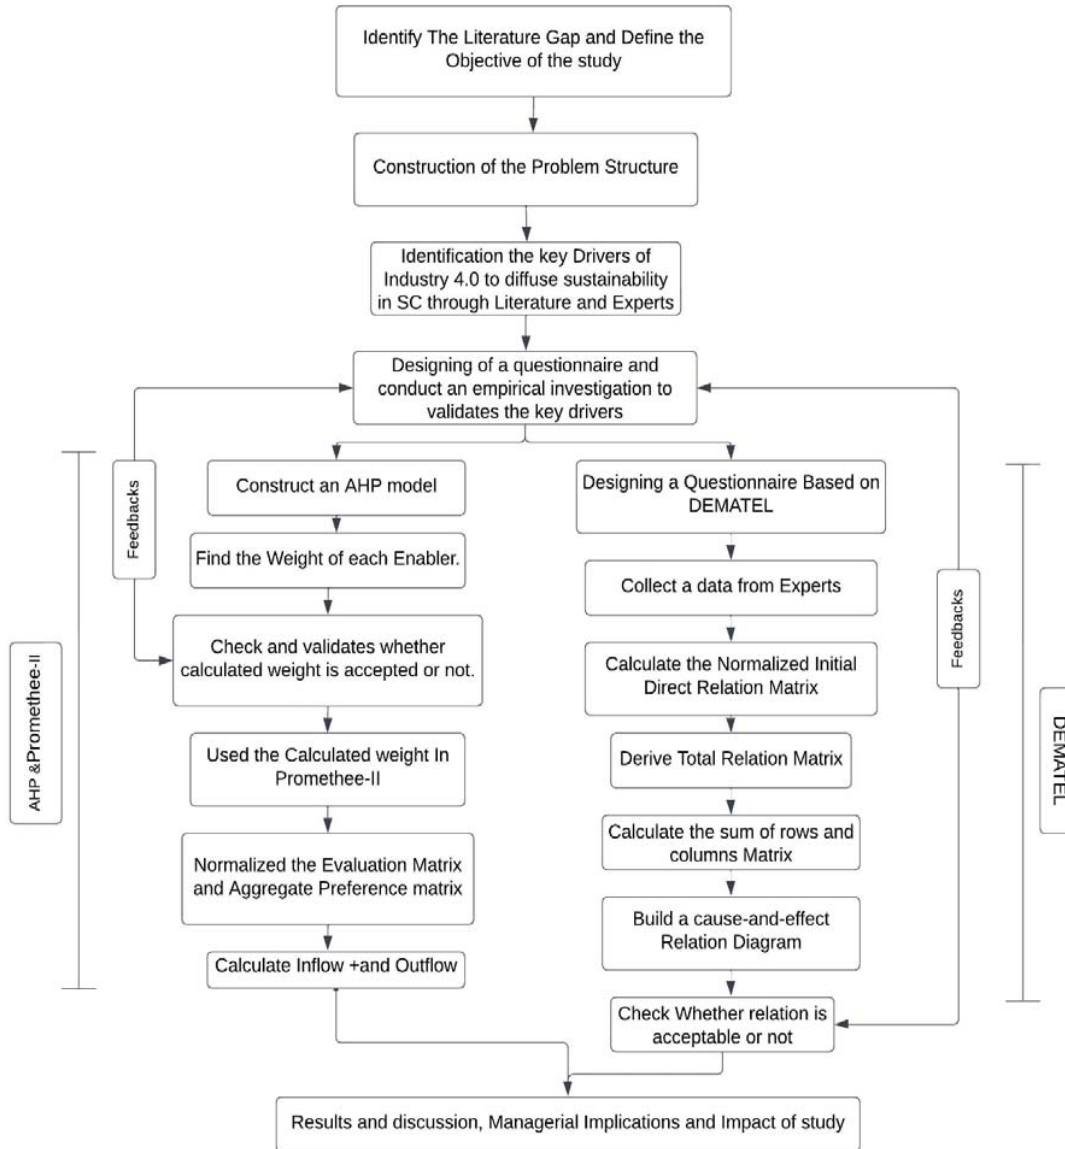 Identify The Literature Gap and Define the
Objective of the study
Construction of the Problem Structure
Identification the key Drivers of
Industry 4.0 to diffuse sustainability
in SC through Literature and Experts
Designing of a questionnaire and
conduct an empirical investigation to
validates the key drivers
Feedbacks
AHP &Promethee-II
Construct an AHP model
Find the Weight of each Enabler.
Check and validates whether
calculated weight is accepted or not.
Used the Calculated weight In
Promethee-II
Normalized the Evaluation Matrix
and Aggregate Preference matrix
Calculate Inflow +and Outflow
Designing a Questionnaire Based on
DEMATEL
Collect a data from Experts
Calculate the Normalized Initial
Direct Relation Matrix
Derive Total Relation Matrix
Calculate the sum of rows and
columns Matrix
Build a cause-and-effect
Relation Diagram
Check Whether relation is
acceptable or not
Feedbacks
DEMATEL
Results and discussion, Managerial Implications and Impact of study